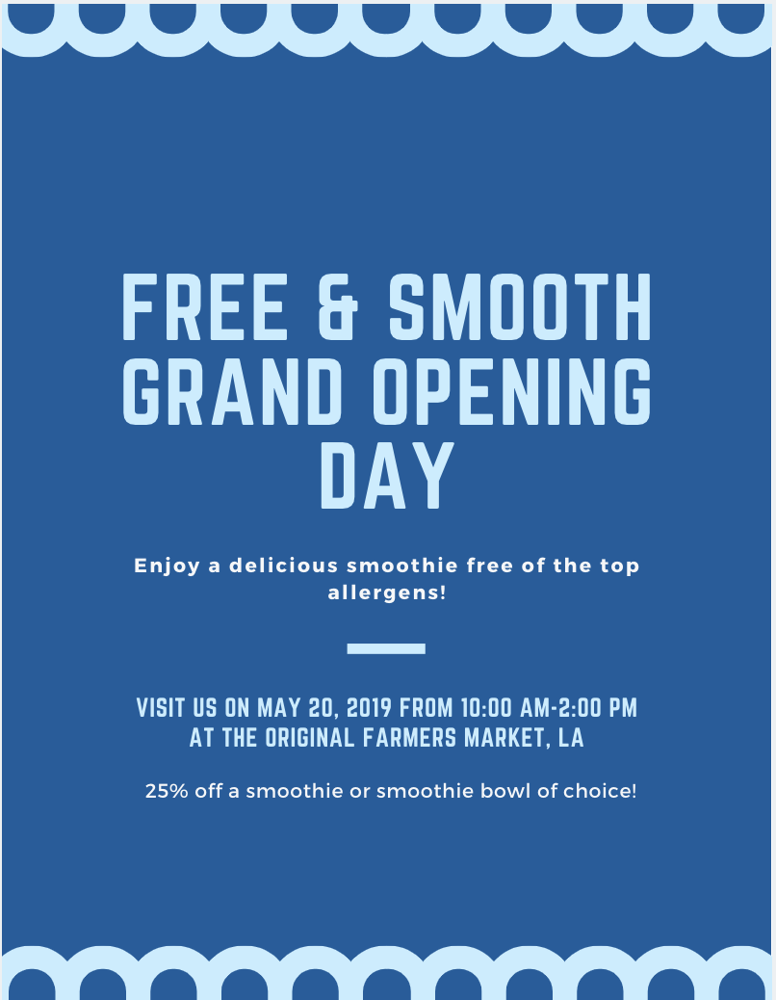 FREE & SMOOTH
GRAND OPENING
DAY
Enjoy a delicious smoothie free of the top
allergens!
VISIT US ON MAY 20, 2019 FROM 10:00 AM-2:00 PM
AT THE ORIGINAL FARMERS MARKET, LA
25% off a smoothie or smoothie bowl of choice!